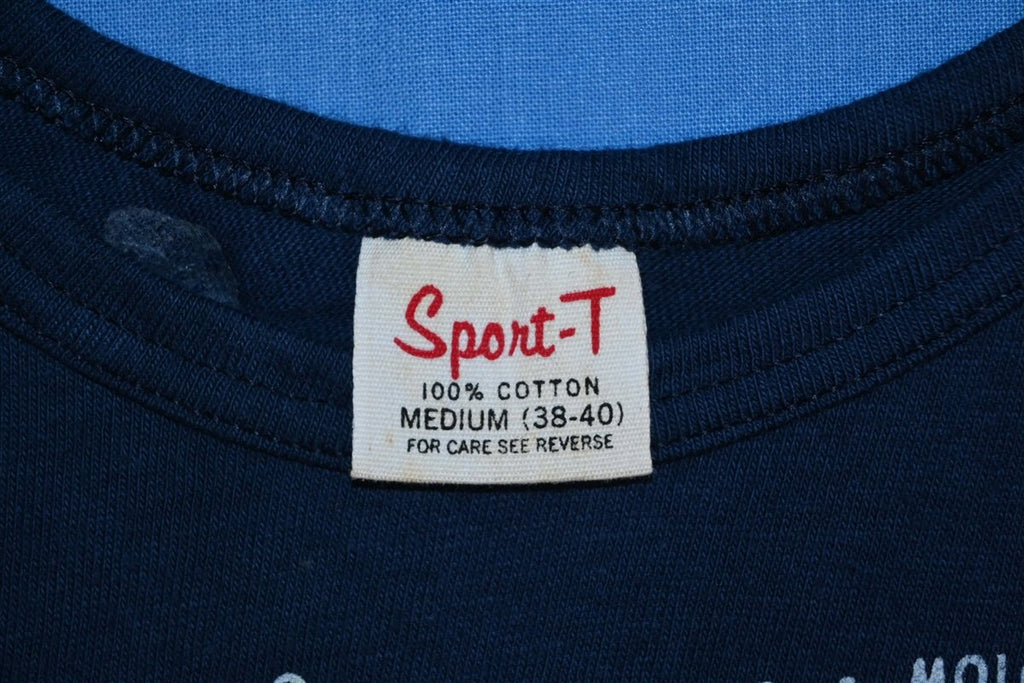 Sport-T
100% COTTON
MEDIUM (38-40)
FOR CARE SEE REVERSE